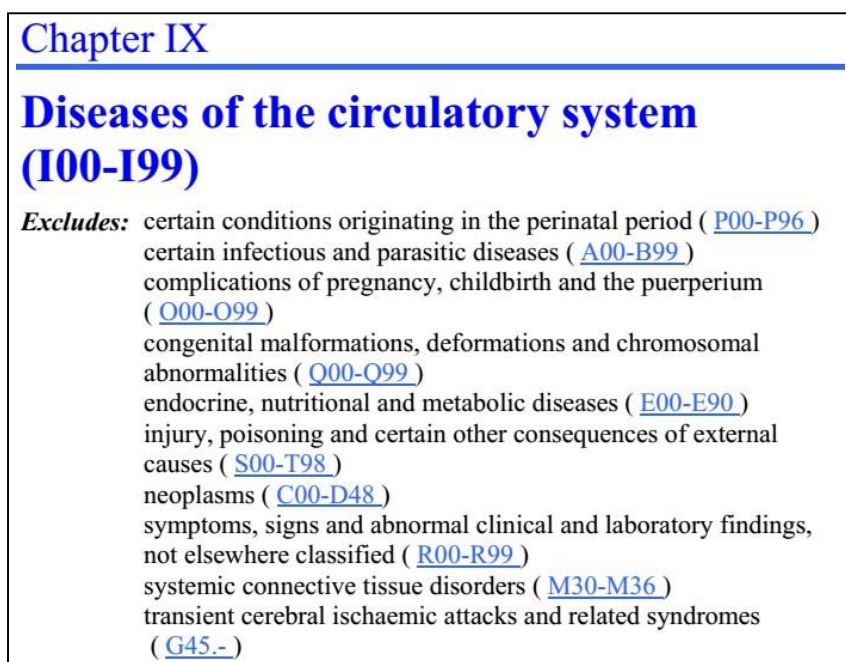 Chapter IX
Diseases of the circulatory system
(I00-I99)
Excludes: certain conditions originating in the perinatal period ( P00-P96 )
certain infectious and parasitic diseases ( A00-B99 )
complications of pregnancy, childbirth and the puerperium
( O00-O99 )
congenital malformations, deformations and chromosomal
abnormalities ( Q00-Q99 )
endocrine, nutritional and metabolic diseases ( E00-E90 )
injury, poisoning and certain other consequences of external
causes ( S00-T98 )
neoplasms ( C00-D48 )
symptoms, signs and abnormal clinical and laboratory findings,
not elsewhere classified ( R00-R99 )
systemic connective tissue disorders ( M30-M36 )
transient cerebral ischaemic attacks and related syndromes
( G45.- )